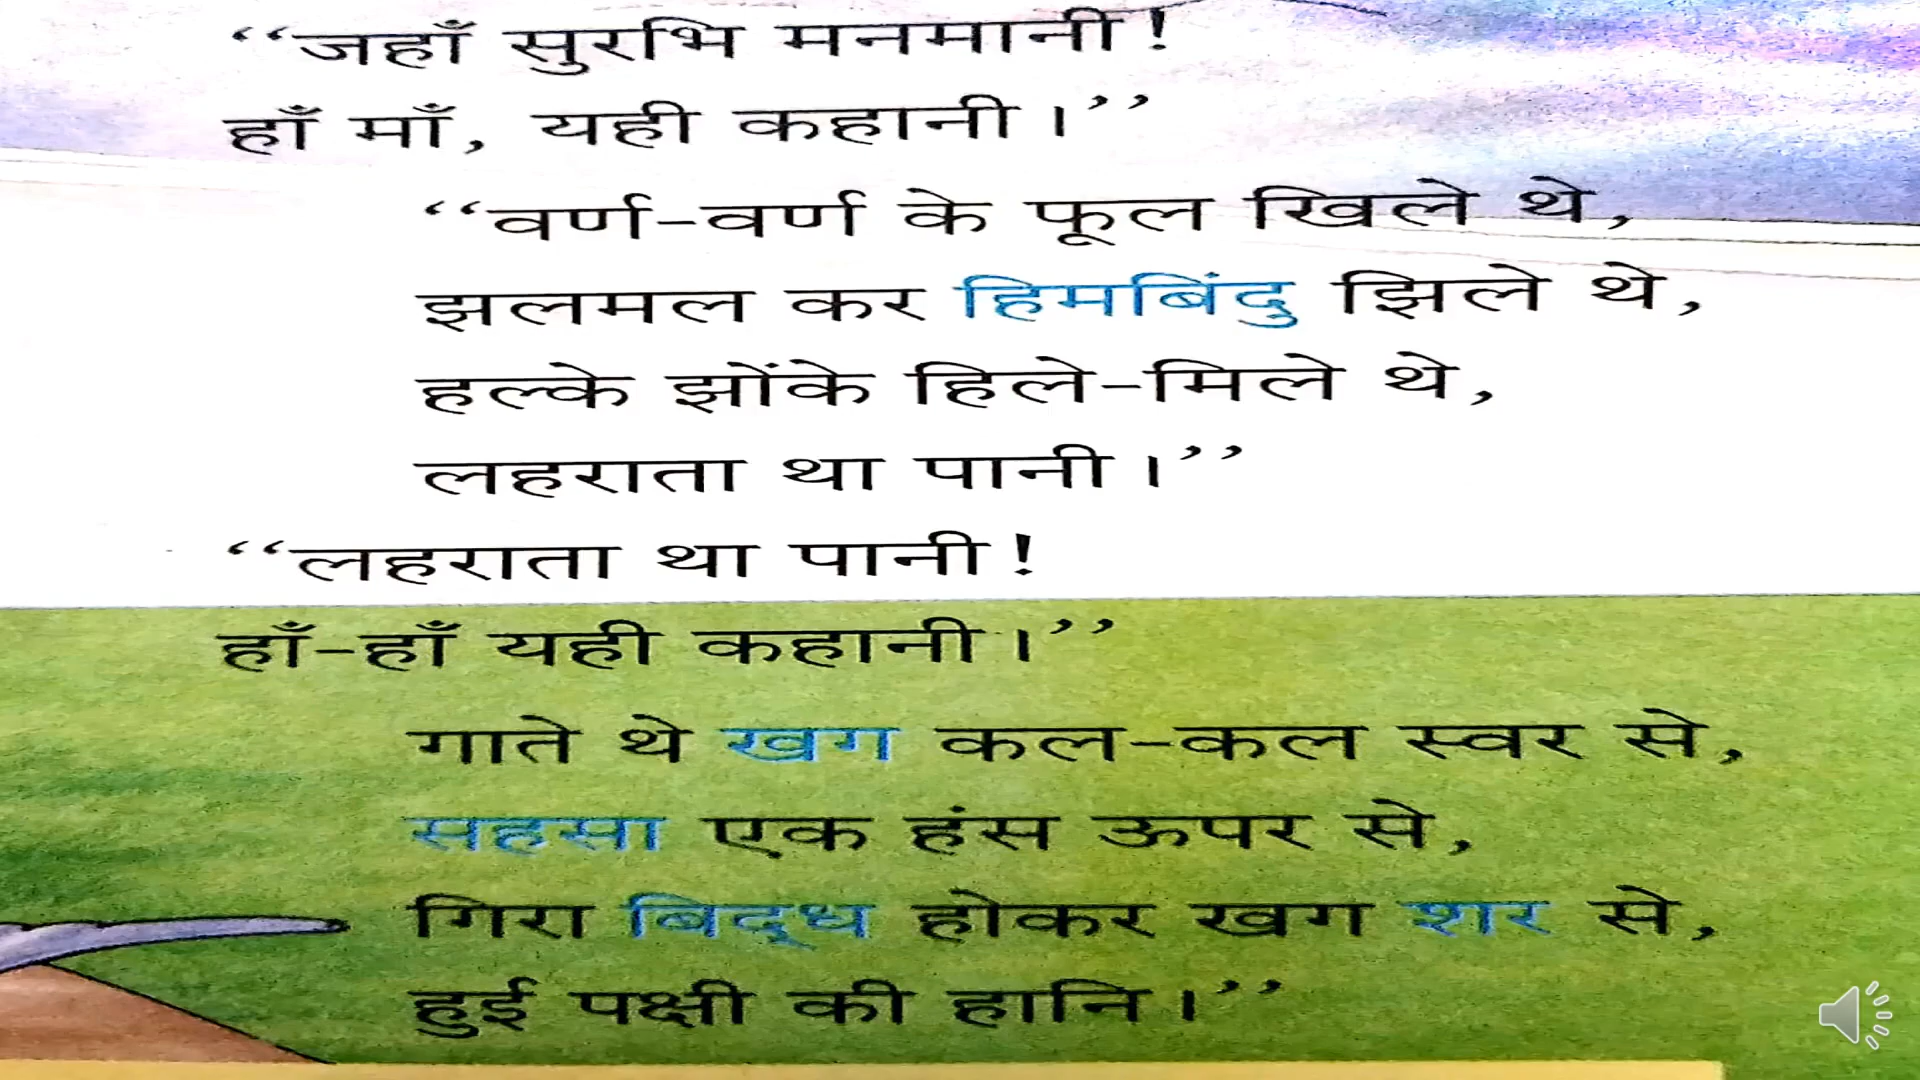 “जहाँ सुरभि मनमानी!
हाँ माँ, यही कहानी।”
“वर्ण-वर्ण के फूल खिले थे,
झलमल कर हिमबिंदु झिले थे,
हल्के झोंके हिले-मिले थे,
लहराता था पानी।”
“लहराता था पानी!
हाँ-हाँ यही कहानी।”
गाते थे खग कल-कल स्वर से,
सहसा एक हंस ऊपर से,
गिरा बिद्ध होकर खग शर से,
हुई पक्षी की हानि।”